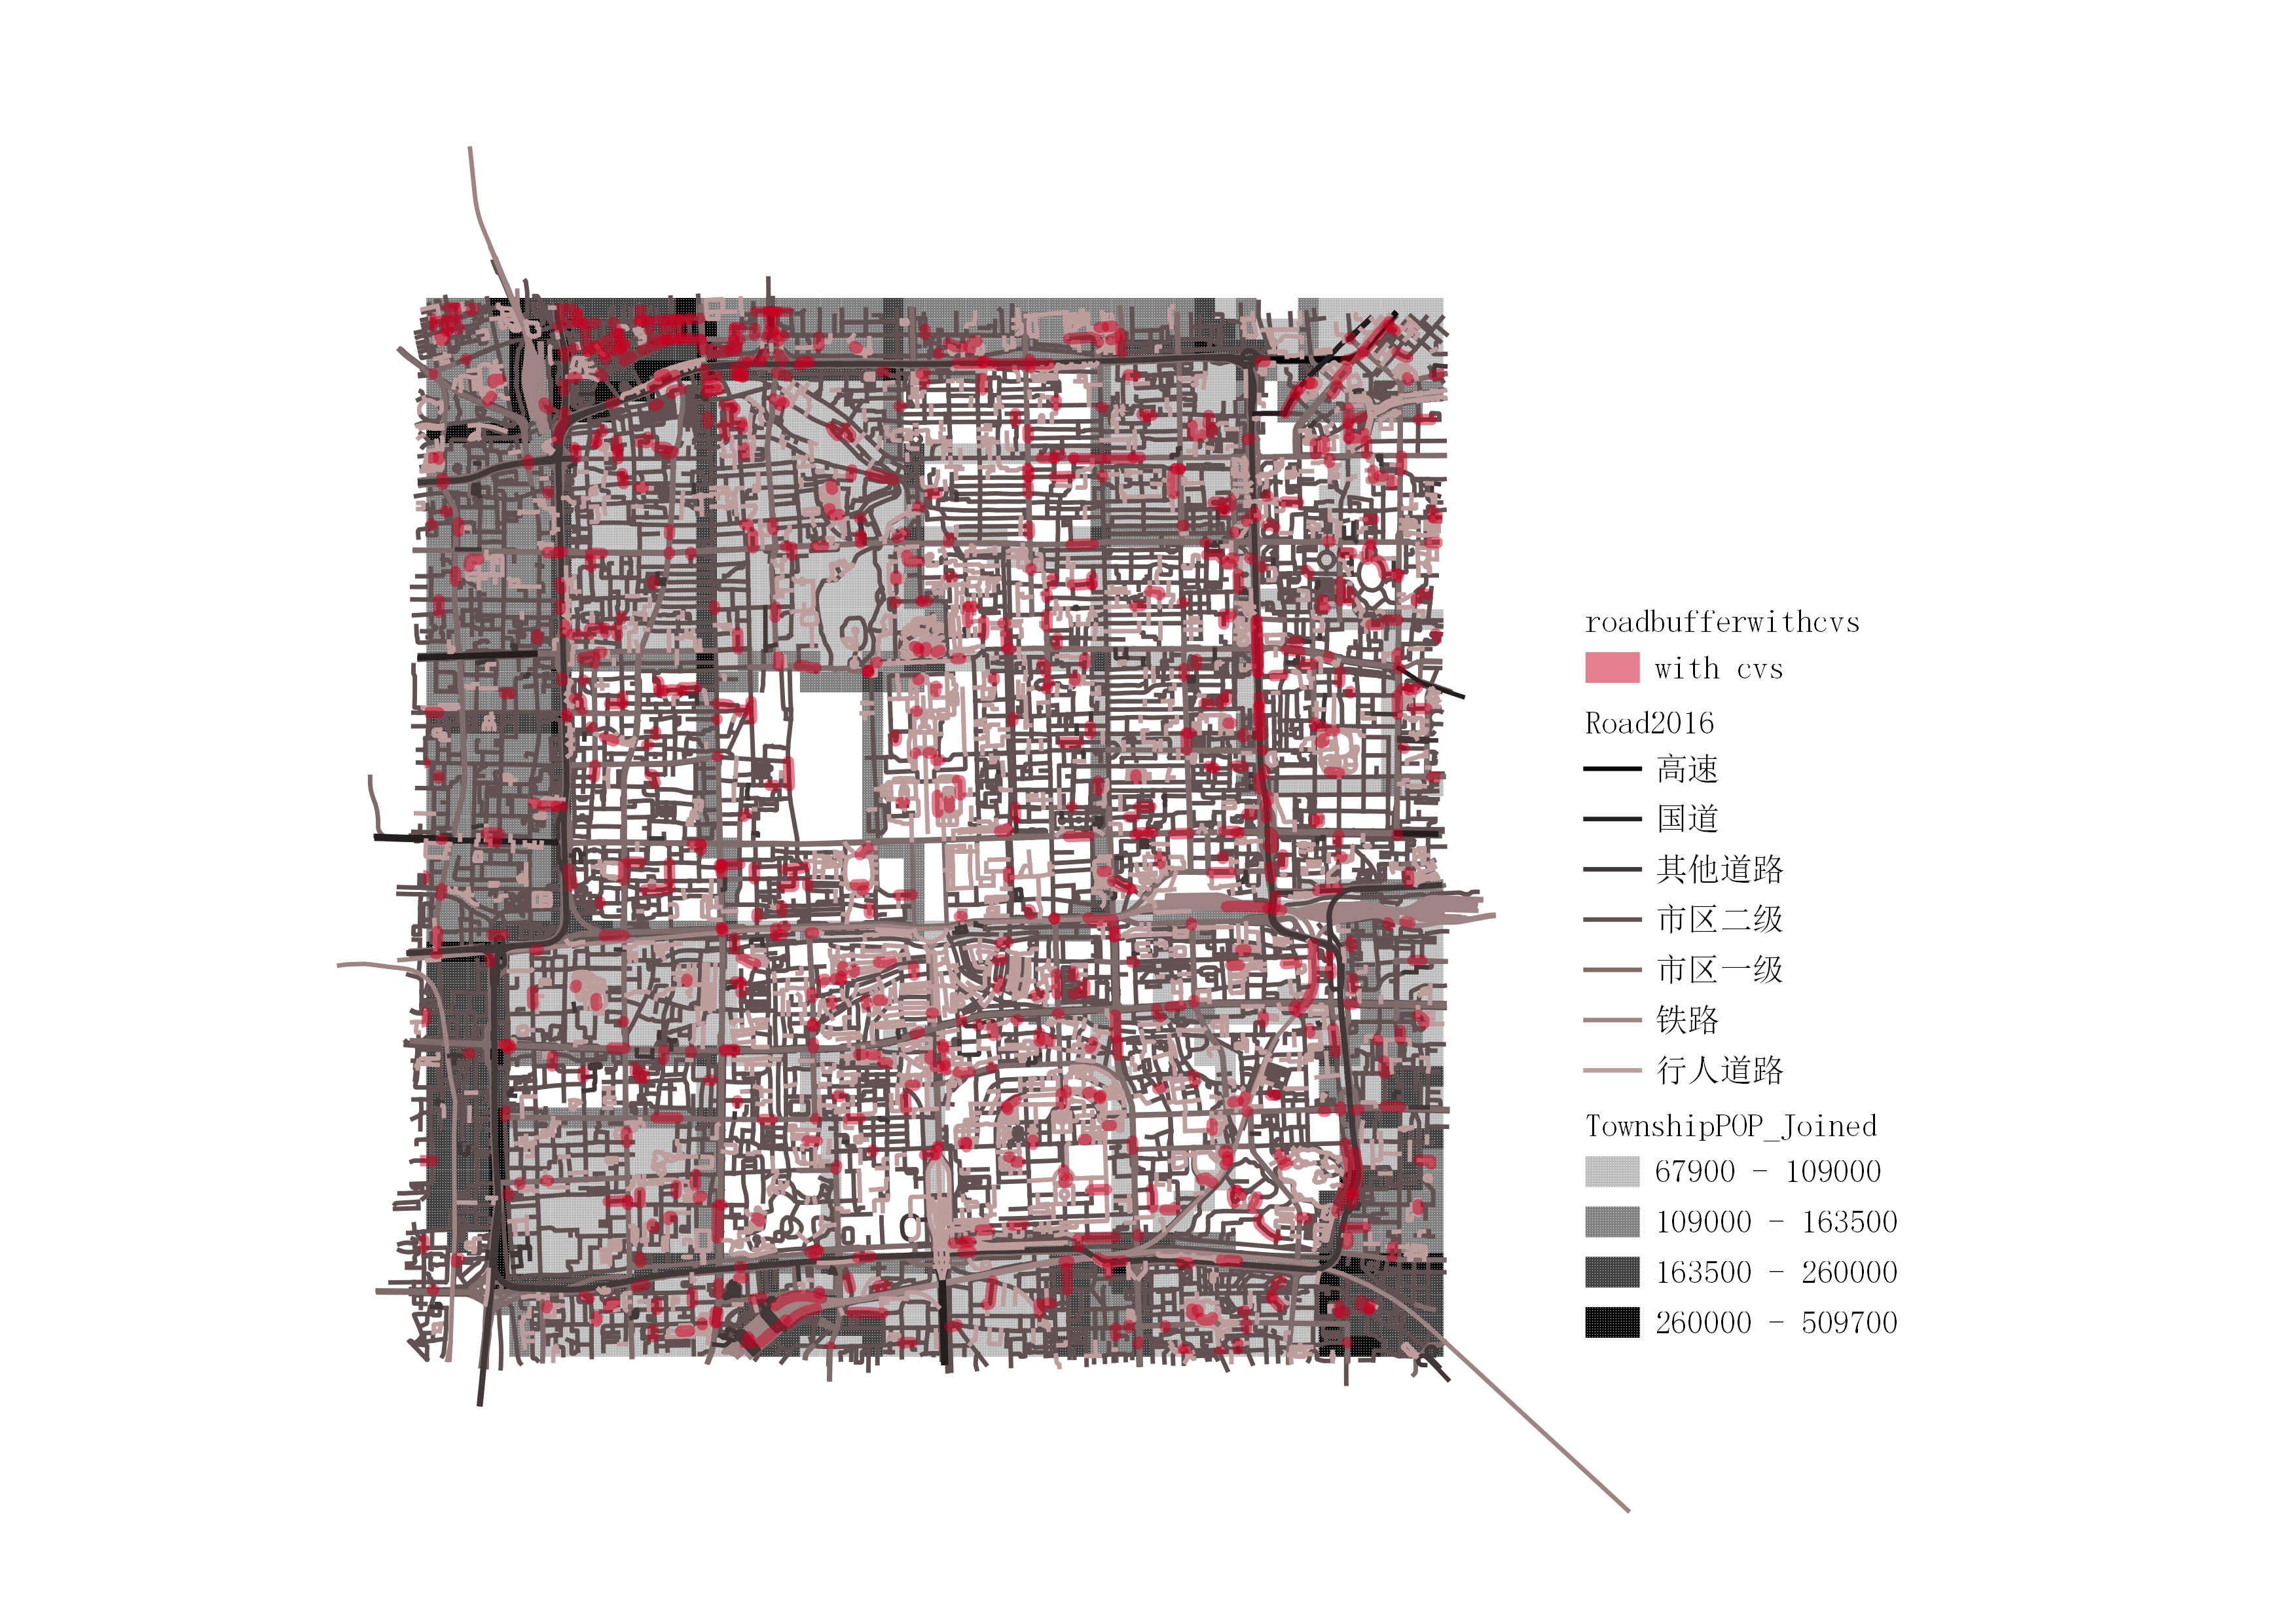 roadbufferwithcvs
with cvs
Road2016
高速
国道
其他道路
市区二级
市区一级
铁路
行人道路
TownshipPOP_Joined
67900 - 109000
109000 - 163500
163500 - 260000
260000 - 509700